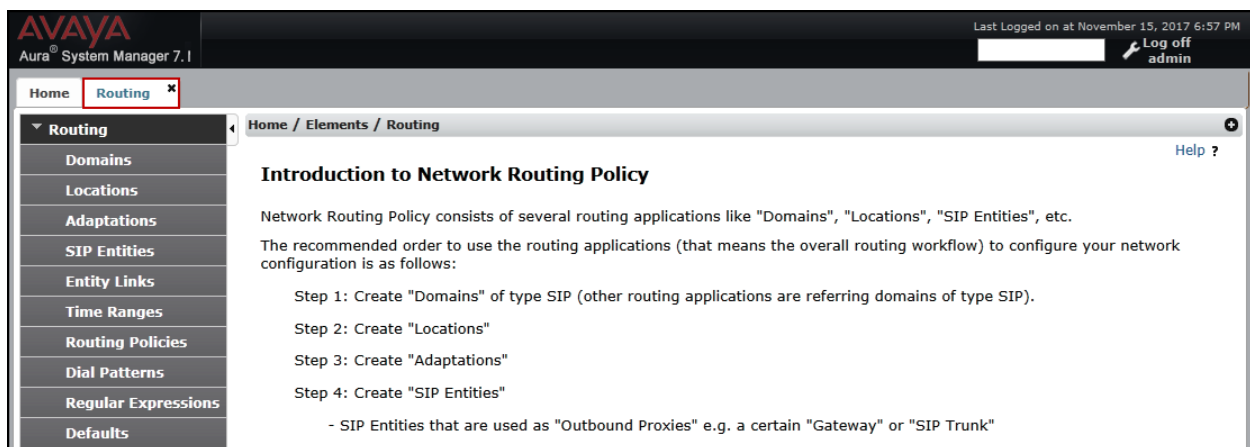 AVAYA
Aura® System Manager 7.1
Last Logged on at November 15, 2017 6:57 PM
Log off
admin
Home
Routing ✖
Routing
Domains
Locations
Adaptations
SIP Entities
Entity Links
Time Ranges
Routing Policies
Dial Patterns
Regular Expressions
Defaults
Home / Elements / Routing
Help ?
Introduction to Network Routing Policy
Network Routing Policy consists of several routing applications like "Domains", "Locations", "SIP Entities", etc.
The recommended order to use the routing applications (that means the overall routing workflow) to configure your network
configuration is as follows:
Step 1: Create "Domains" of type SIP (other routing applications are referring domains of type SIP).
Step 2: Create "Locations"
Step 3: Create "Adaptations"
Step 4: Create "SIP Entities"
- SIP Entities that are used as "Outbound Proxies" e.g. a certain "Gateway" or "SIP Trunk"